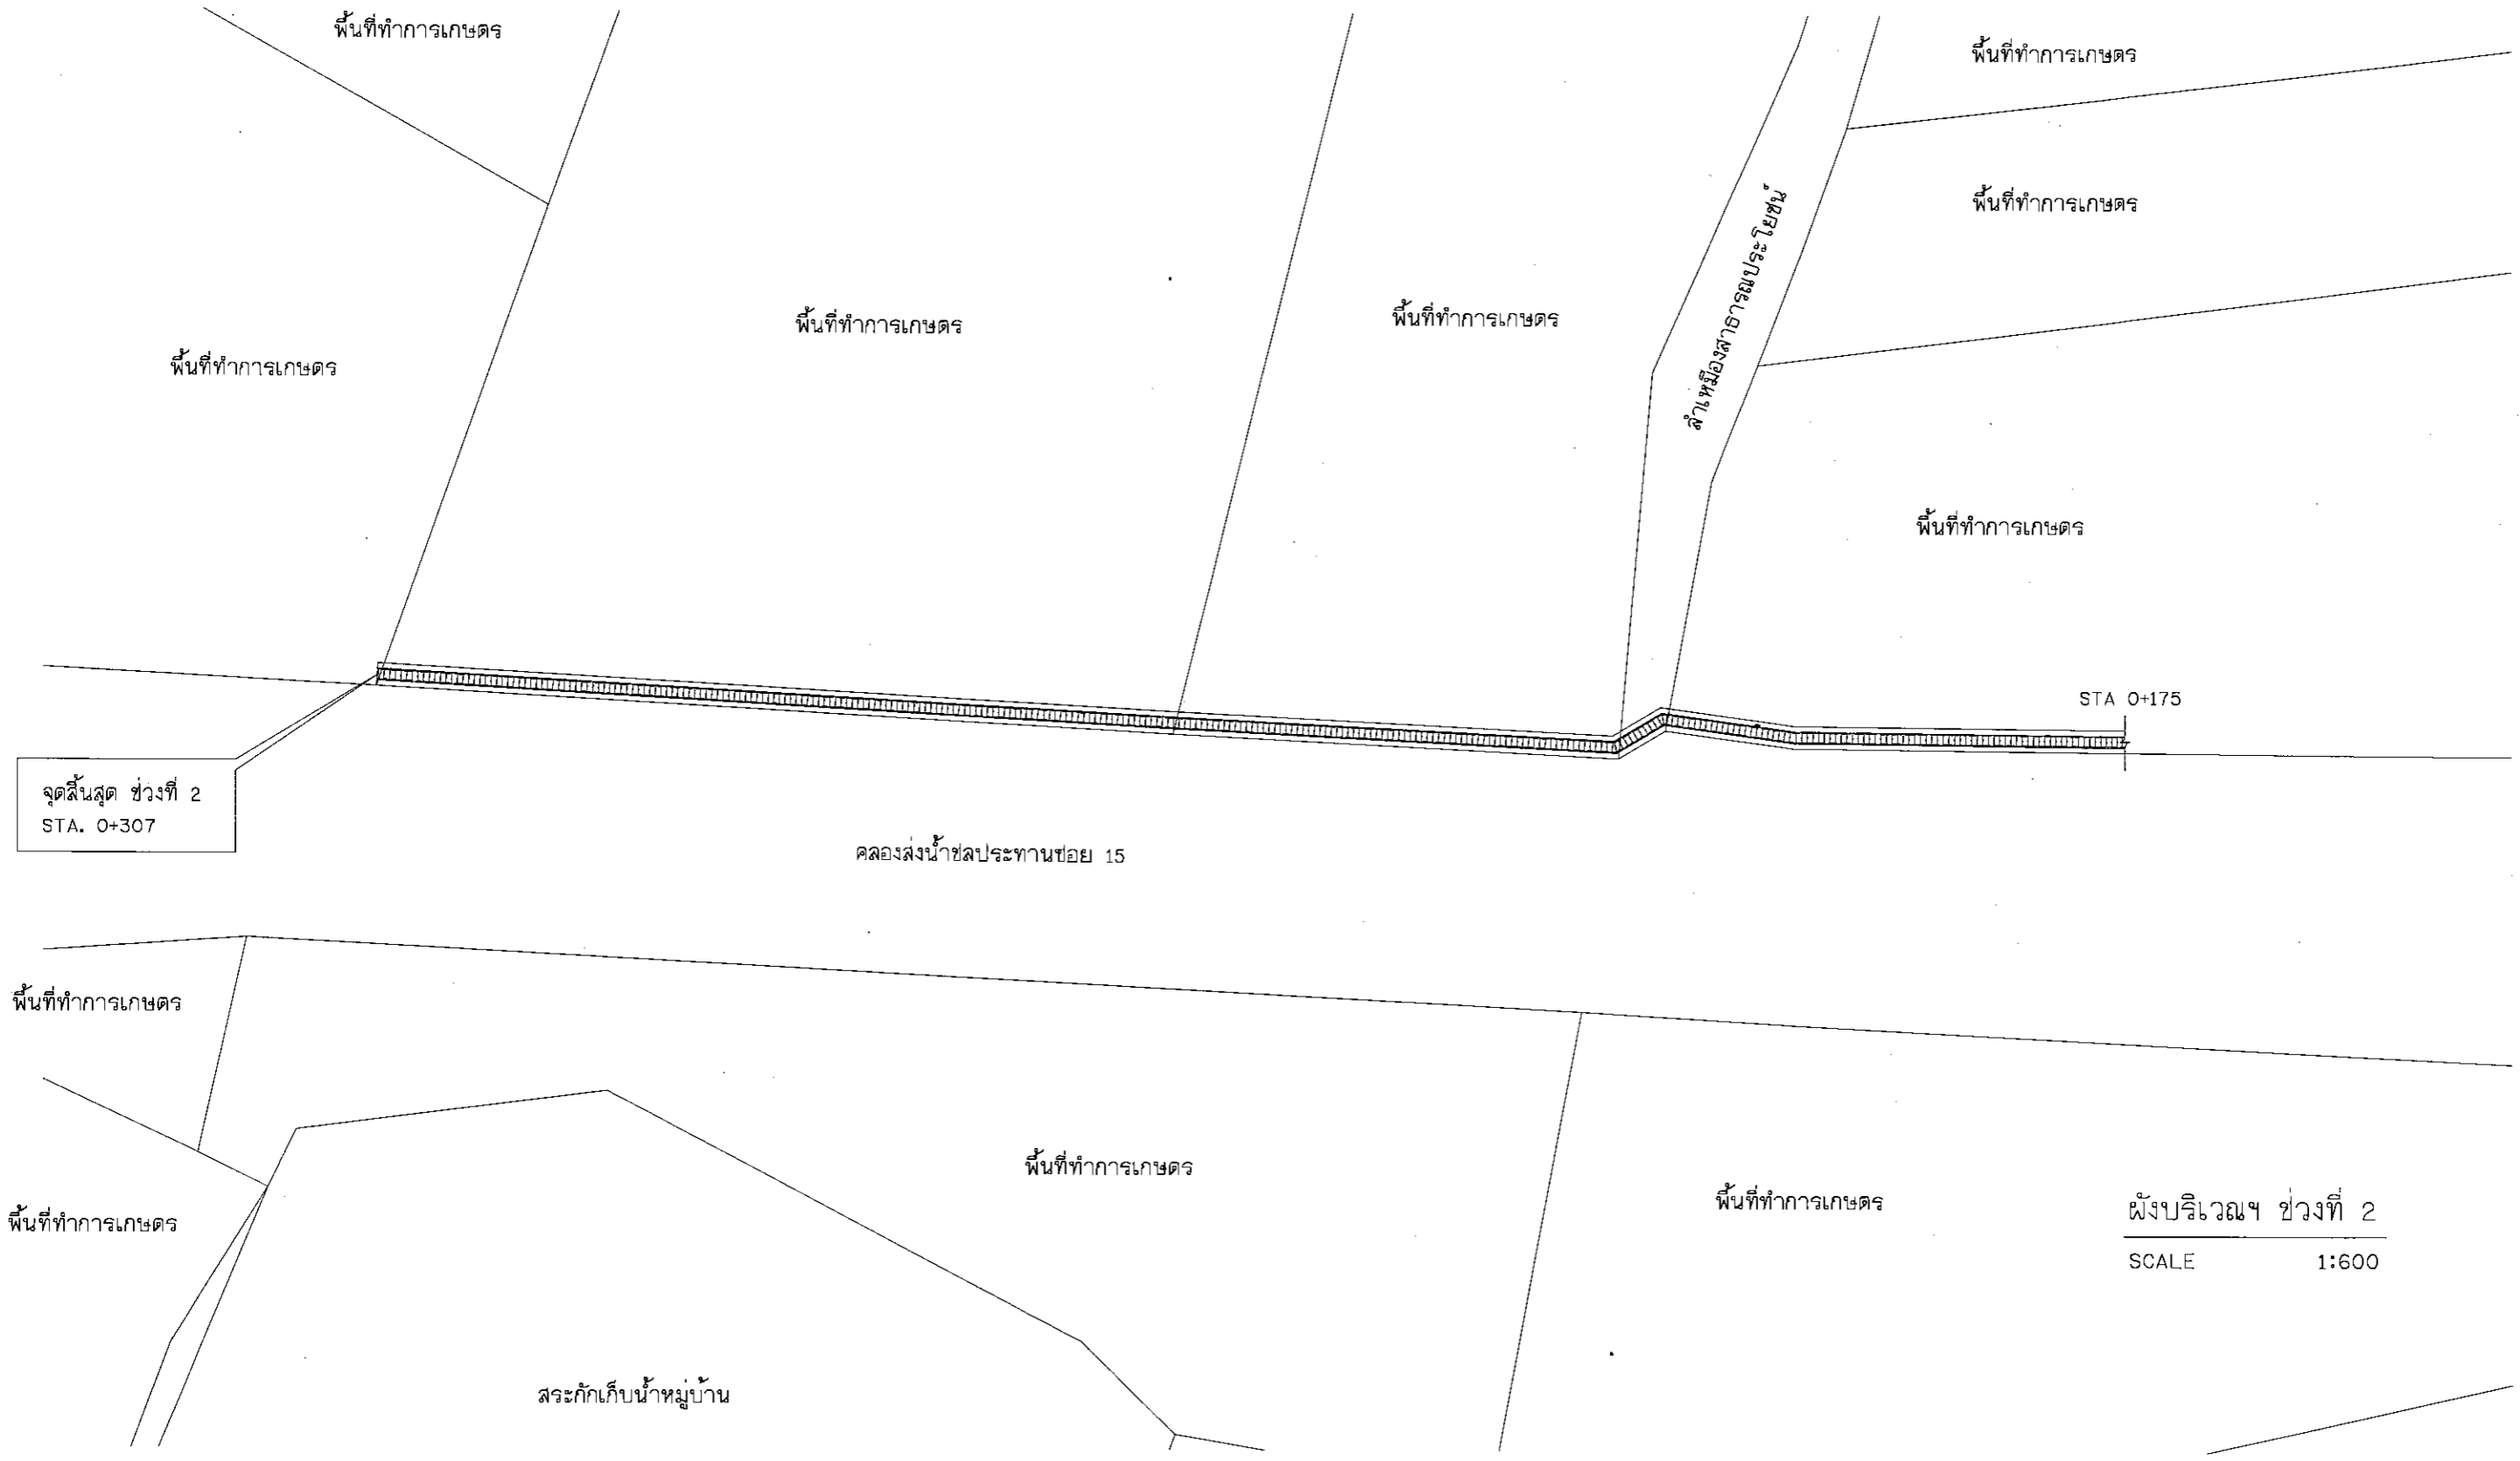 พื้นที่ทำการเกษตร
พื้นที่ทำการเกษตร
พื้นที่ทำการเกษตร
ลำเหมืองสาธารณประโยชน์
พื้นที่ทำการเกษตร
พื้นที่ทำการเกษตร
พื้นที่ทำการเกษตร
พื้นที่ทำการเกษตร
STA 0+175
จุดสิ้นสุด ช่วงที่ 2
STA. 0+307
คลองส่งน้ำชลประทานซอย 15
พื้นที่ทำการเกษตร
พื้นที่ทำการเกษตร
พื้นที่ทำการเกษตร
พื้นที่ทำการเกษตร
ผังบริเวณฯ ช่วงที่ 2
SCALE 1:600
สระกักเก็บน้ำหมู่บ้าน